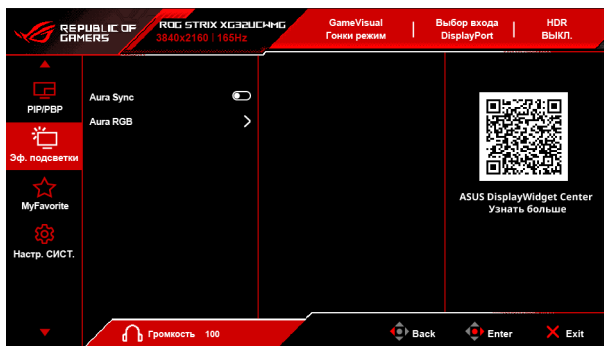 REPUBLIC OF
GAMERS
ROG STRIX XG32UCWMG
3840x2160 | 165Hz
GameVisual
Гонки режим
Выбор входа
DisplayPort
HDR
ВЫКЛ.
PIP/PBP
Эф. подсветки
MyFavorite
Настр. СИСТ.
Aura Sync
Aura RGB
ASUS DisplayWidget Center
Узнать больше
Громкость 100
Back
Enter
Exit